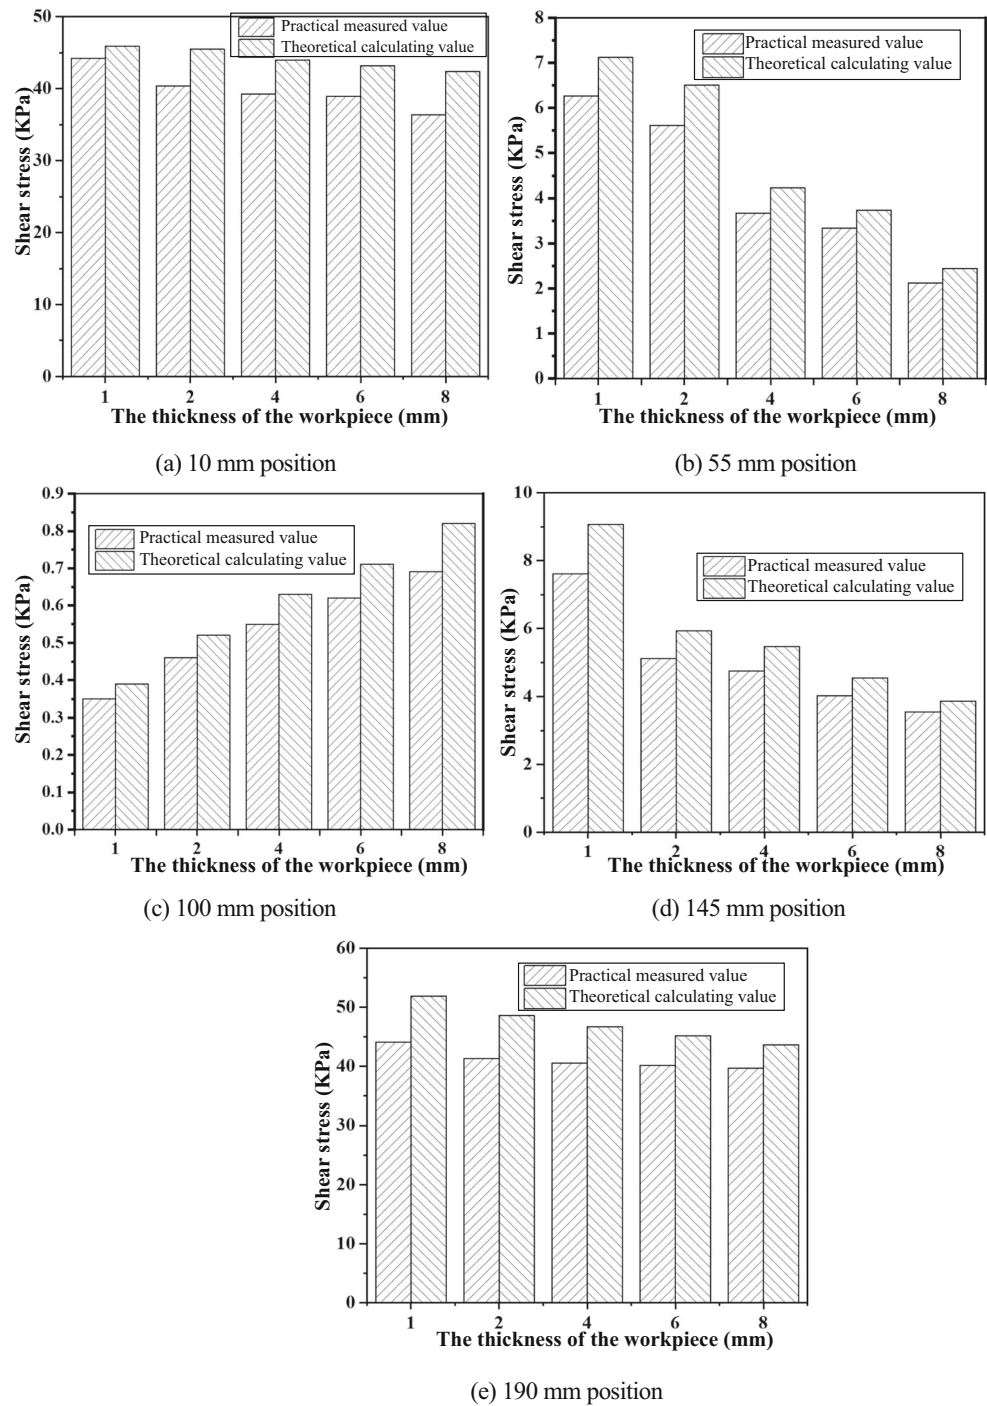 50
40
30
20
10
0
Shear stress (KPa)
Practical measured value
Theoretical calculating value
1 2 4 6 8
The thickness of the workpiece (mm)
(a) 10 mm position
8
7
6
5
4
3
2
1
0
Shear stress (KPa)
Practical measured value
Theoretical calculating value
1 2 4 6 8
The thickness of the workpiece (mm)
(b) 55 mm position
0.9
0.8
0.7
0.6
0.5
0.4
0.3
0.2
0.1
0.0
Shear stress (KPa)
Practical measured value
Theoretical calculating value
1 2 4 6 8
The thickness of the workpiece (mm)
(c) 100 mm position
10
8
6
4
2
0
Shear stress (KPa)
Practical measured value
Theoretical calculating value
1 2 4 6 8
The thickness of the workpiece (mm)
(d) 145 mm position
60
50
40
30
20
10
0
Shear stress (KPa)
Practical measured value
Theoretical calculating value
1 2 4 6 8
The thickness of the workpiece (mm)
(e) 190 mm position